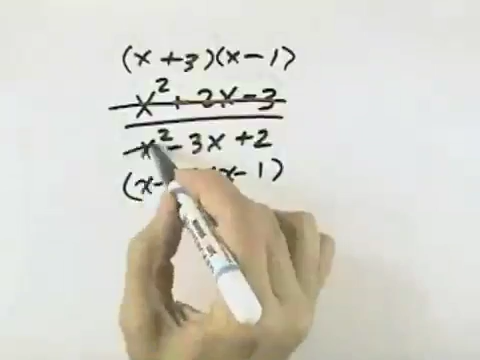 (x + 3)(x - 1)
x² + 2x - 3
x² - 3x + 2
(x - x - 1)